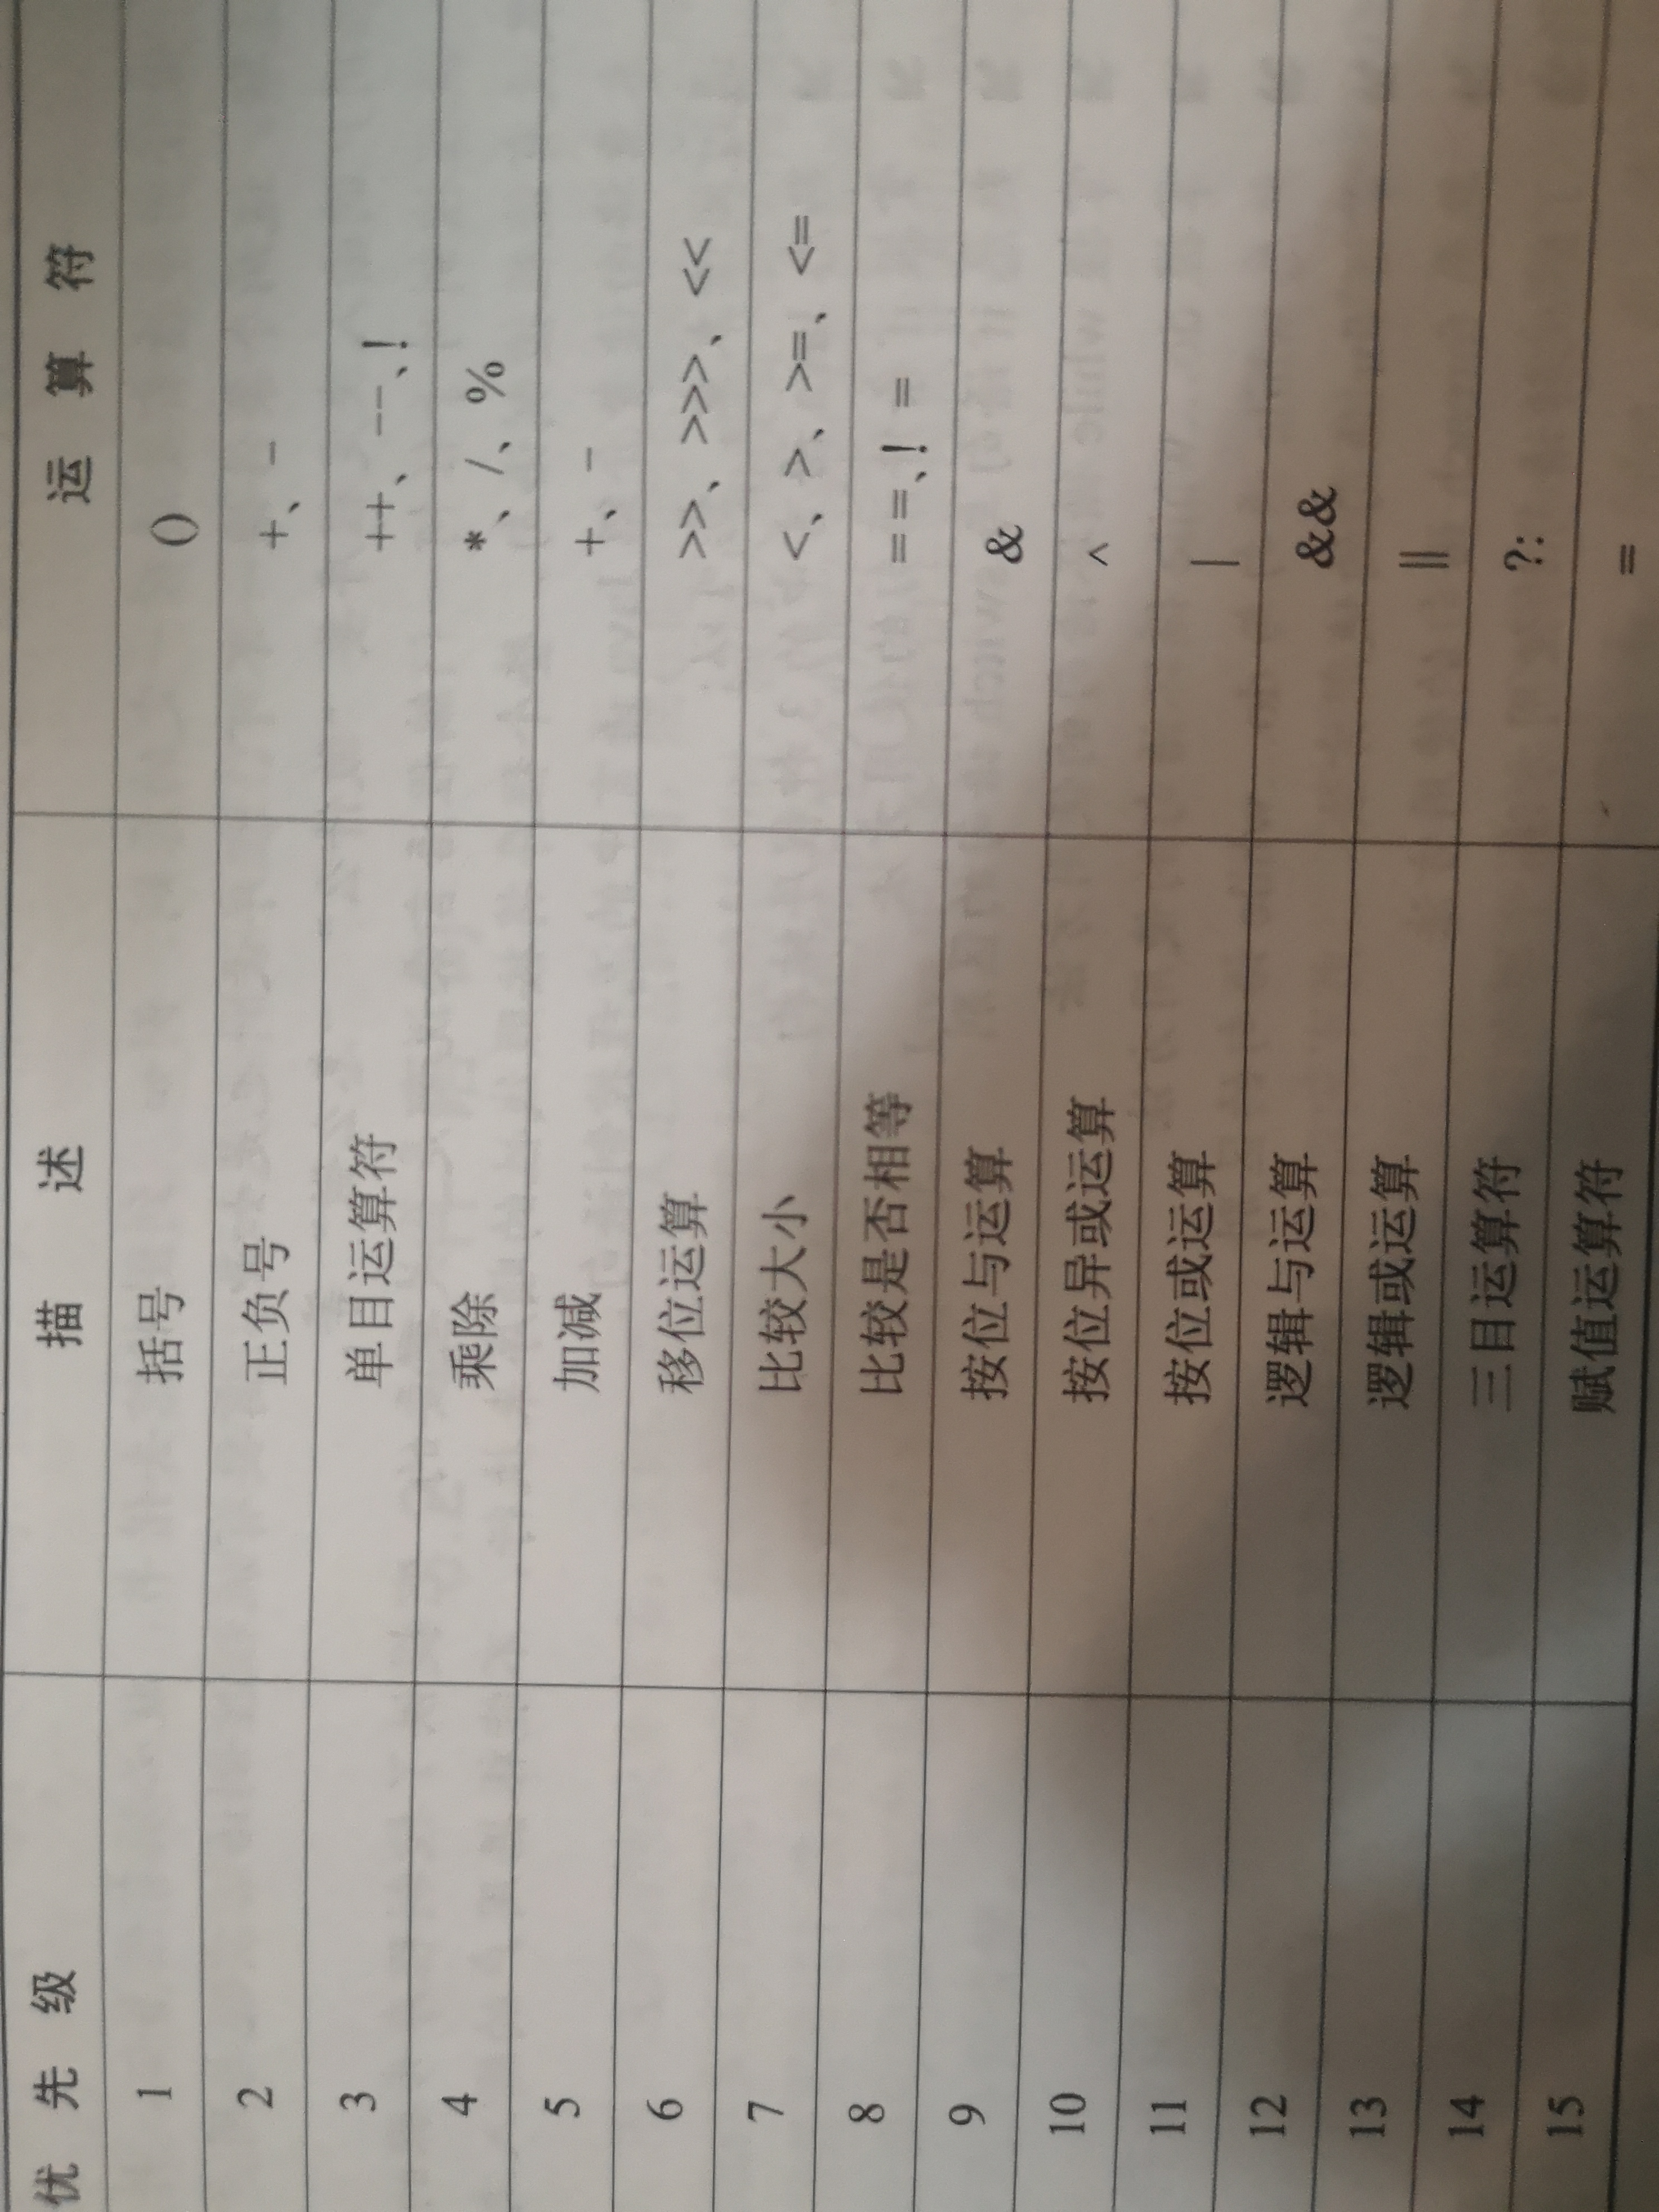 优先级 描述 运算符
1 括号 ()
2 正负号 +、-
3 单目运算符 ++、--、!
4 乘除 *、/、%
5 加减 +、-
6 移位运算 >>、>>>、<<
7 比较大小 <、>、>=、<=
8 比较是否相等 ==、! =
9 按位与运算 &
10 按位异或运算 ^
11 按位或运算 |
12 逻辑与运算 &&
13 逻辑或运算 ||
14 三目运算符 ?:
15 赋值运算符 =